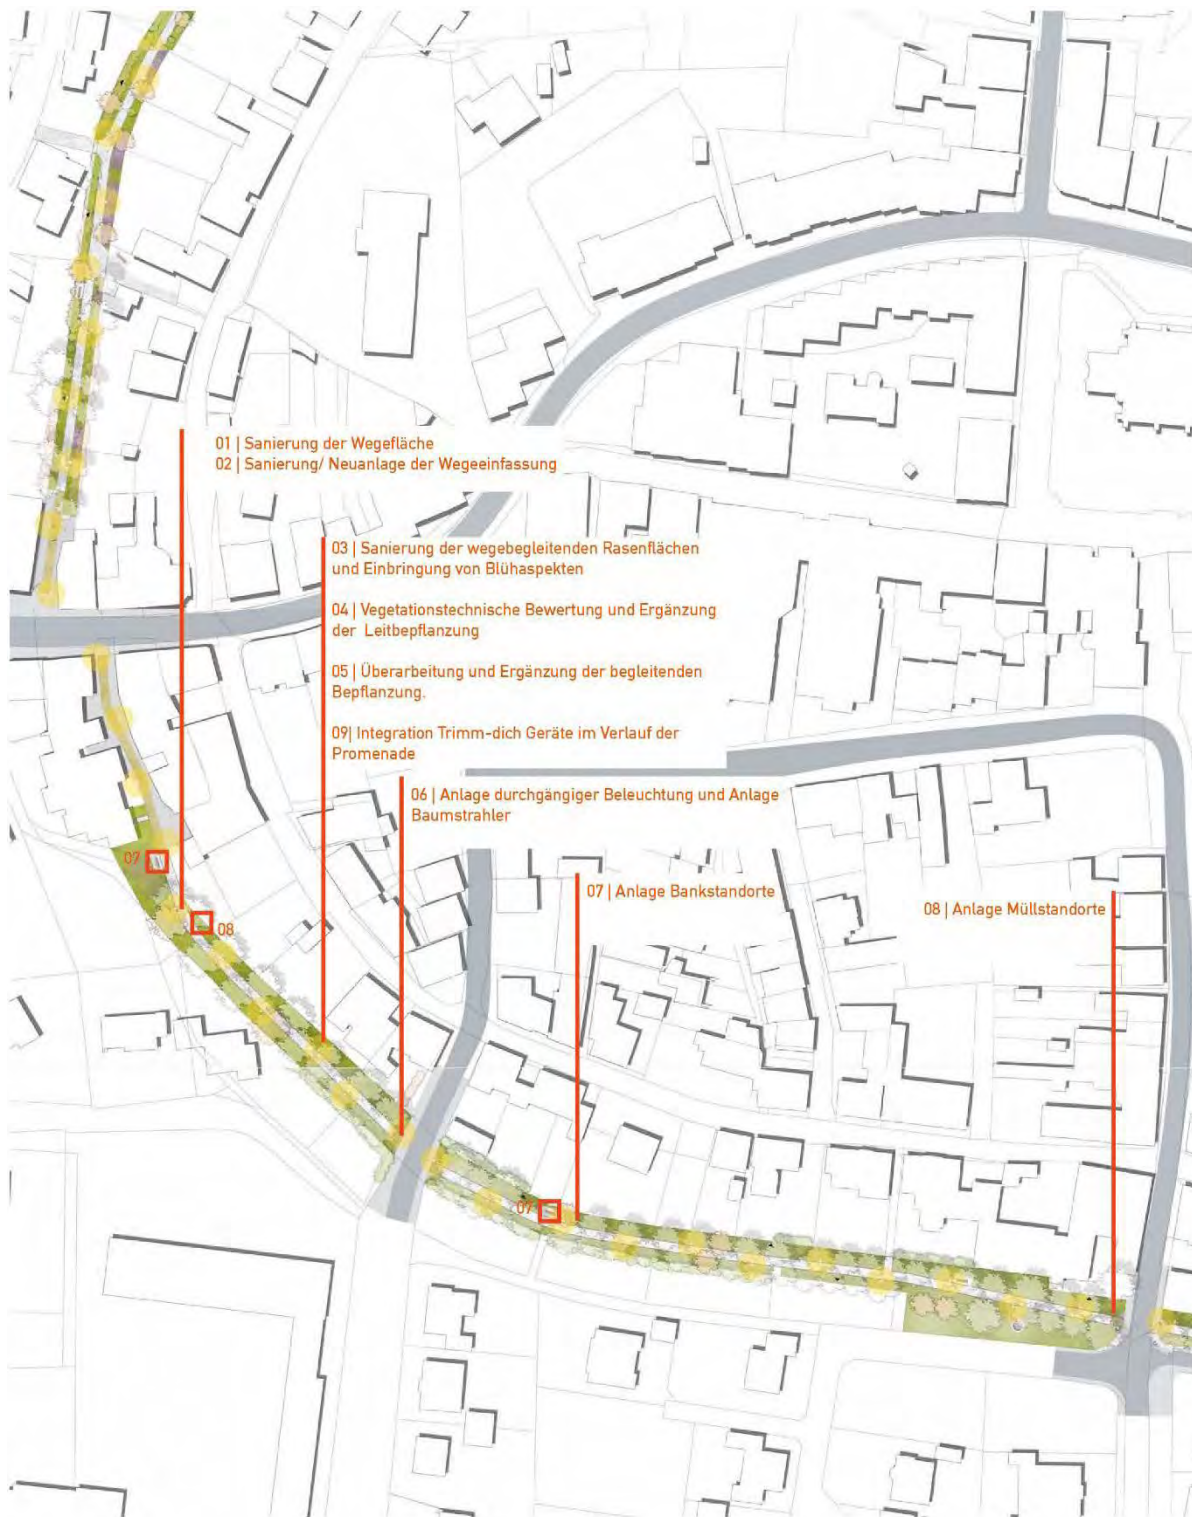 01 | Sanierung der Wegefläche
02 | Sanierung/ Neuanlage der Wegeeinfassung
03 | Sanierung der wegebegleitenden Rasenflächen
und Einbringung von Blühaspekten
04 | Vegetationstechnische Bewertung und Ergänzung
der Leitbepflanzung
05 | Überarbeitung und Ergänzung der begleitenden
Bepflanzung.
09| Integration Trimm-dich Geräte im Verlauf der
Promenade
06 | Anlage durchgängiger Beleuchtung und Anlage
Baumstrahler
07
07 | Anlage Bankstandorte
08 | Anlage Müllstandorte
08
07